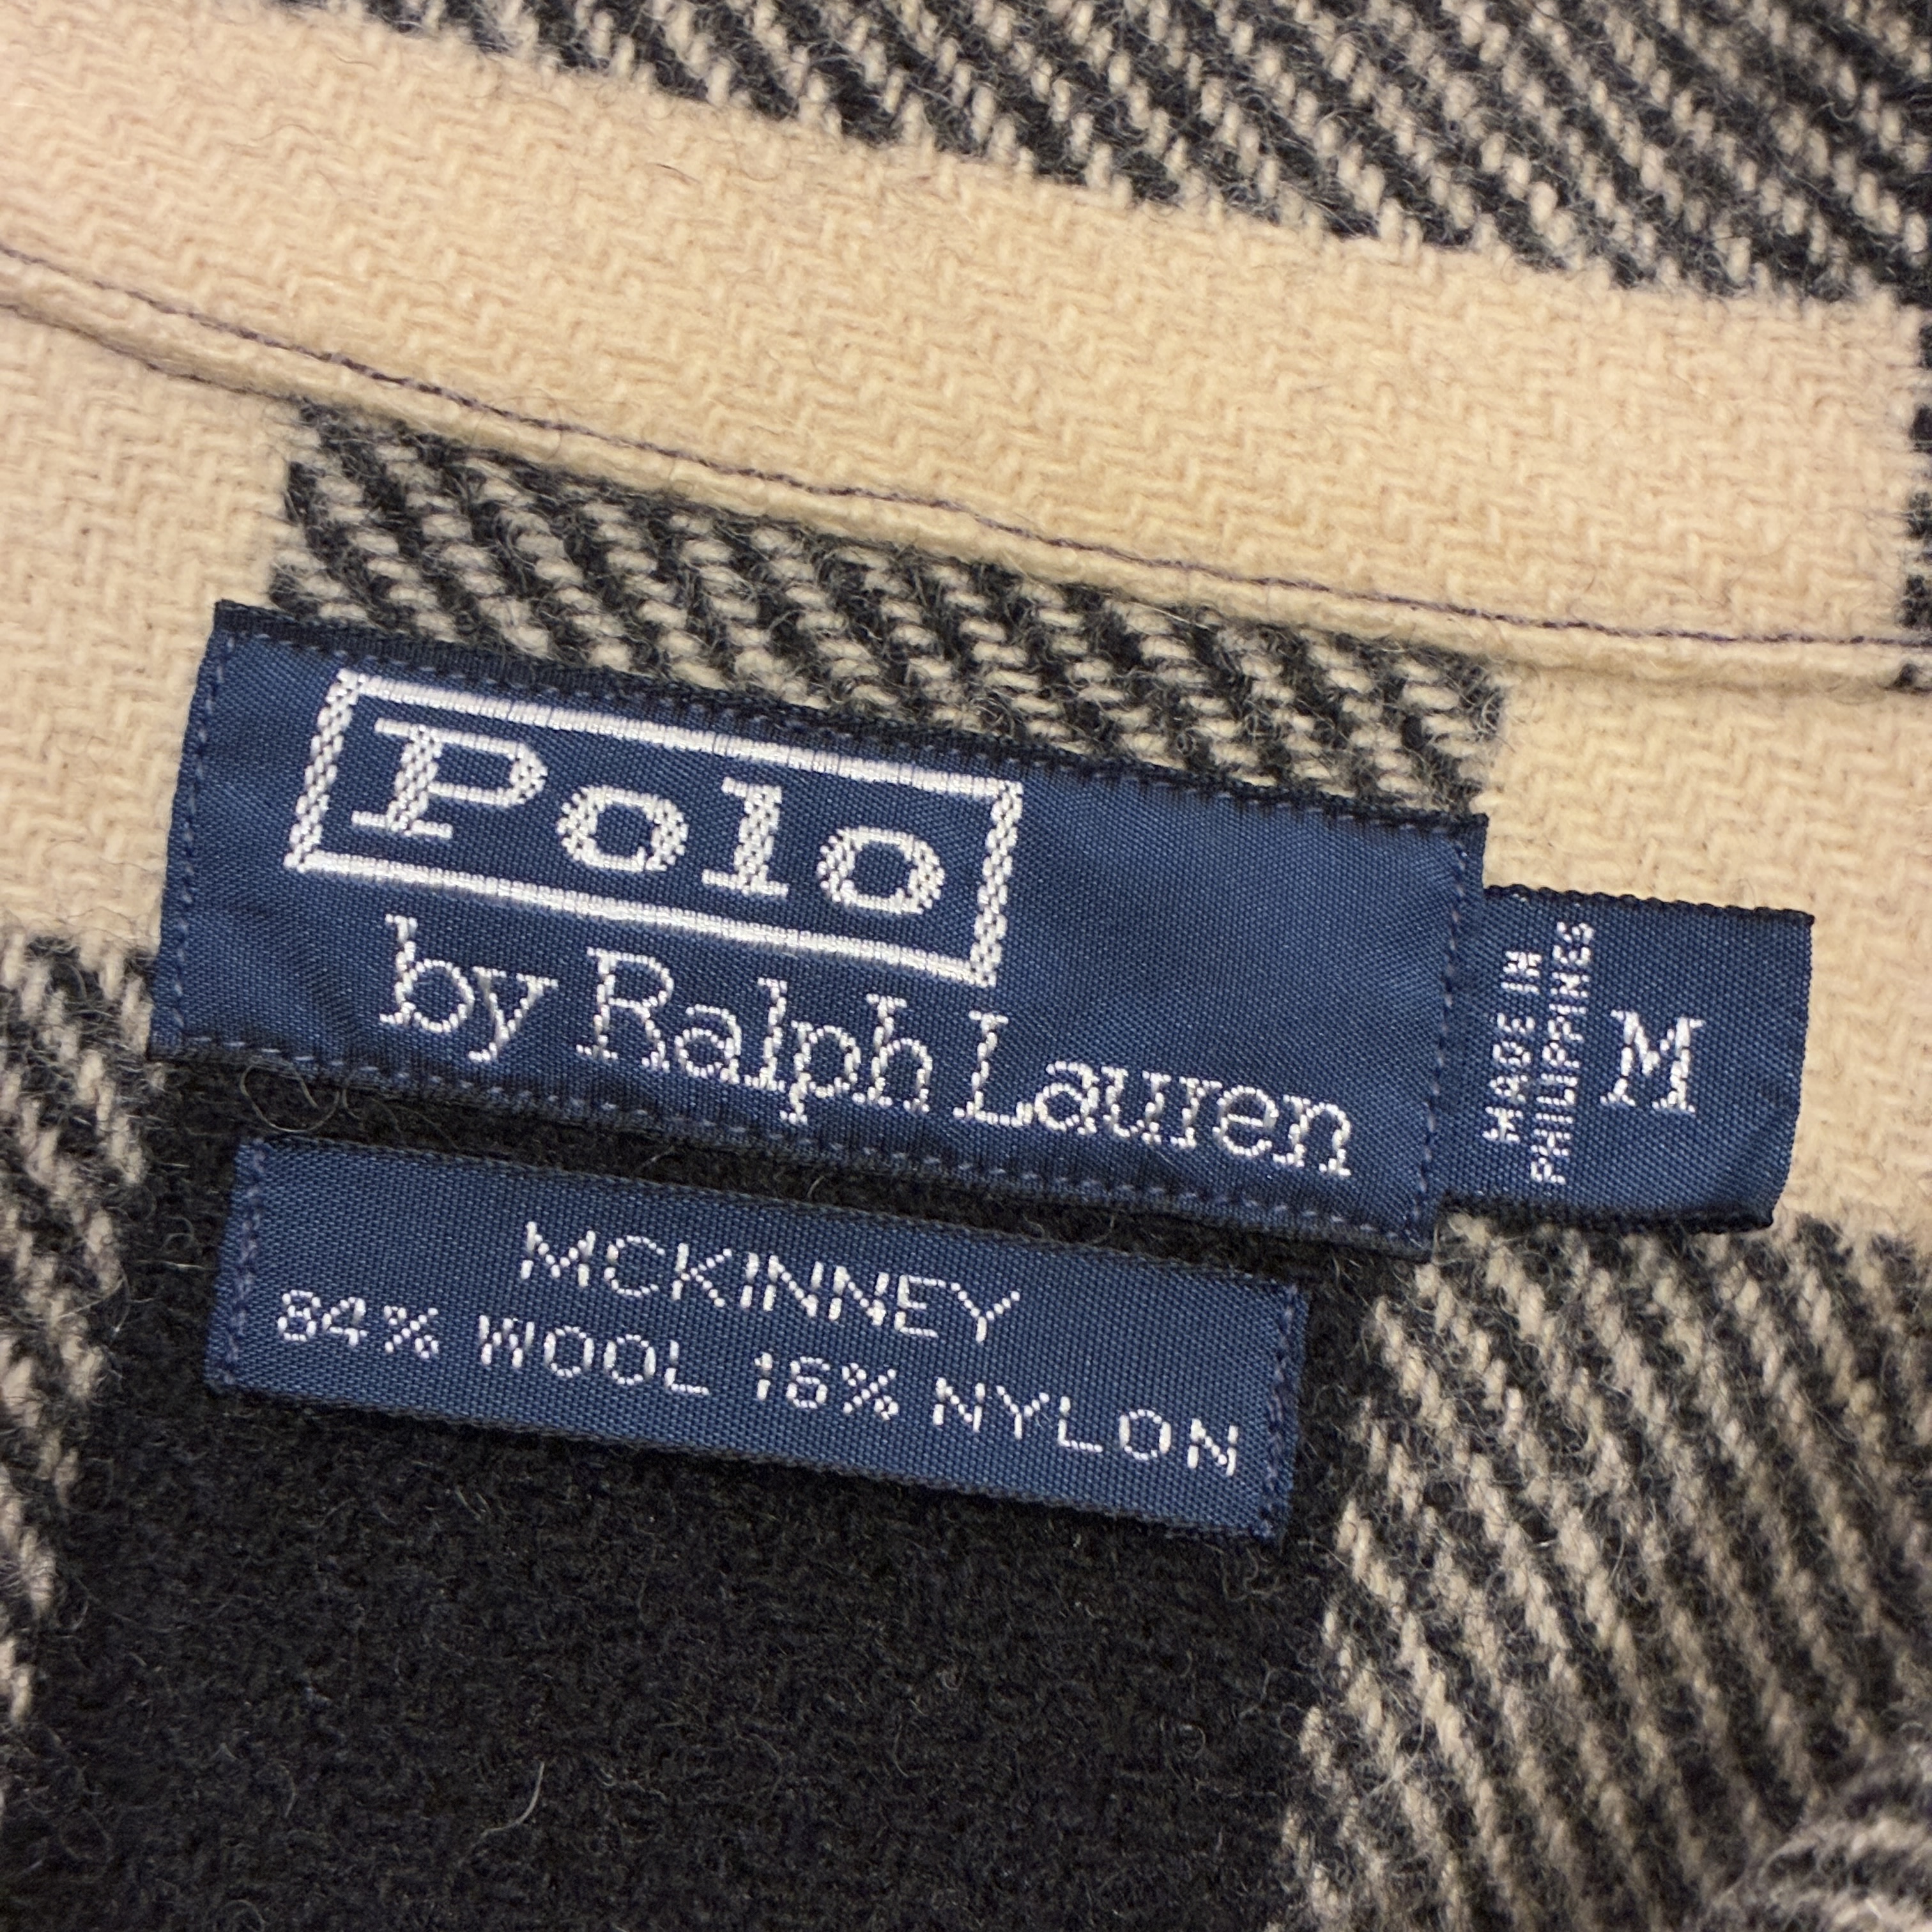 Polo
by Ralph Lauren
MADE IN
PHILIPPINES
M
MCKINNEY
84% WOOL 16% NYLON